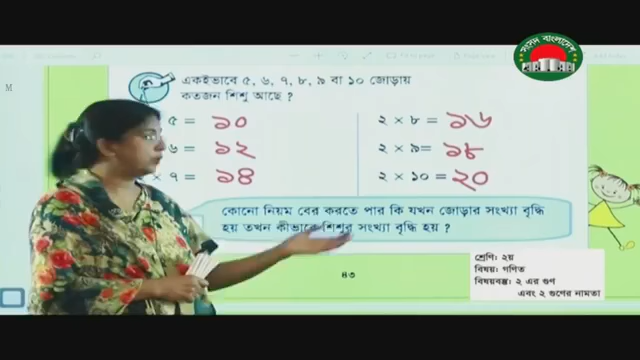 সংসদ বাংলাদেশ
একইভাবে ৫, ৬, ৭, ৮, ৯ বা ১০ জোড়ায়
কতজন শিশু আছে ?
৫ = ১০
২ × ৮ = ১৬
৬ = ১২
২ × ৯= ১৮
× ৭ = ১৪
২ × ১০ = ২০
কোনো নিয়ম বের করতে পার কি যখন জোড়ার সংখ্যা বৃদ্ধি
হয় তখন কীভাবে শিশুর সংখ্যা বৃদ্ধি হয় ?
৪৩
শ্রেণি: ২য়
বিষয়: গণিত
বিষয়বস্তু: ২ এর গুণ
এবং ২ গুণের নামতা